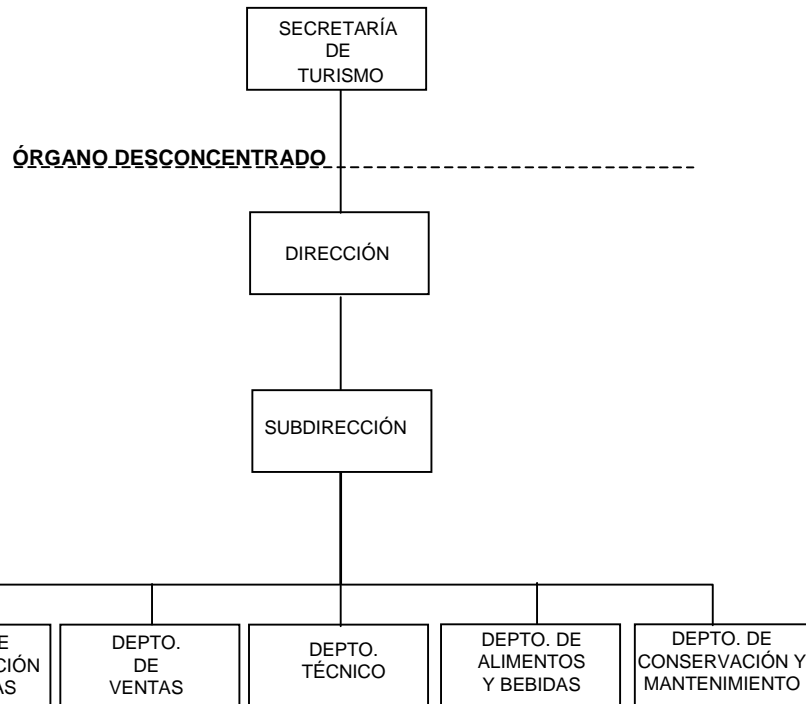 SECRETARÍA
DE
TURISMO
ÓRGANO DESCONCENTRADO
DIRECCIÓN
SUBDIRECCIÓN
DEPTO.
DE
VENTAS
DEPTO.
TÉCNICO
DEPTO. DE
ALIMENTOS
Y BEBIDAS
DEPTO. DE
CONSERVACIÓN Y
MANTENIMIENTO